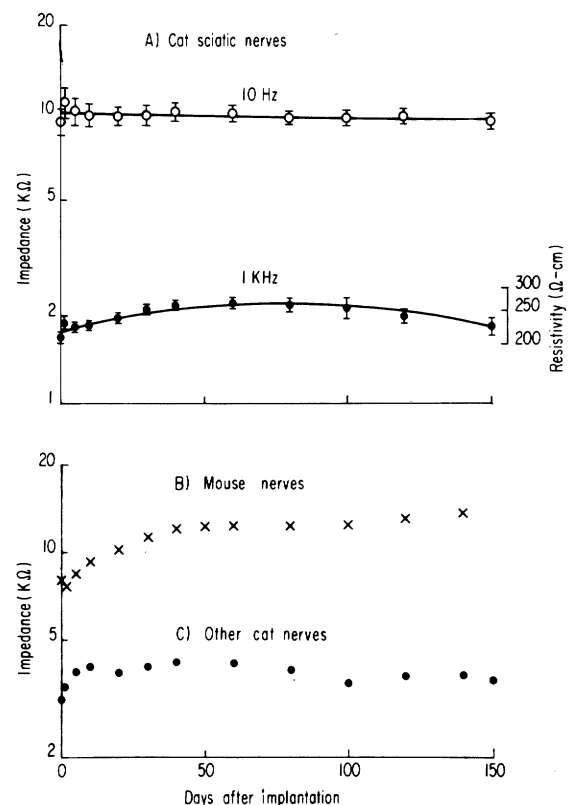 20
A) Cat sciatic nerves
10 Hz
10
5
Impedance (KΩ)
1 KHz
300
250
200
Resistivity (Ω-cm)
2
1
20
B) Mouse nerves
10
Impedance (KΩ)
C) Other cat nerves
5
2
0
50
100
150
Days after implantation